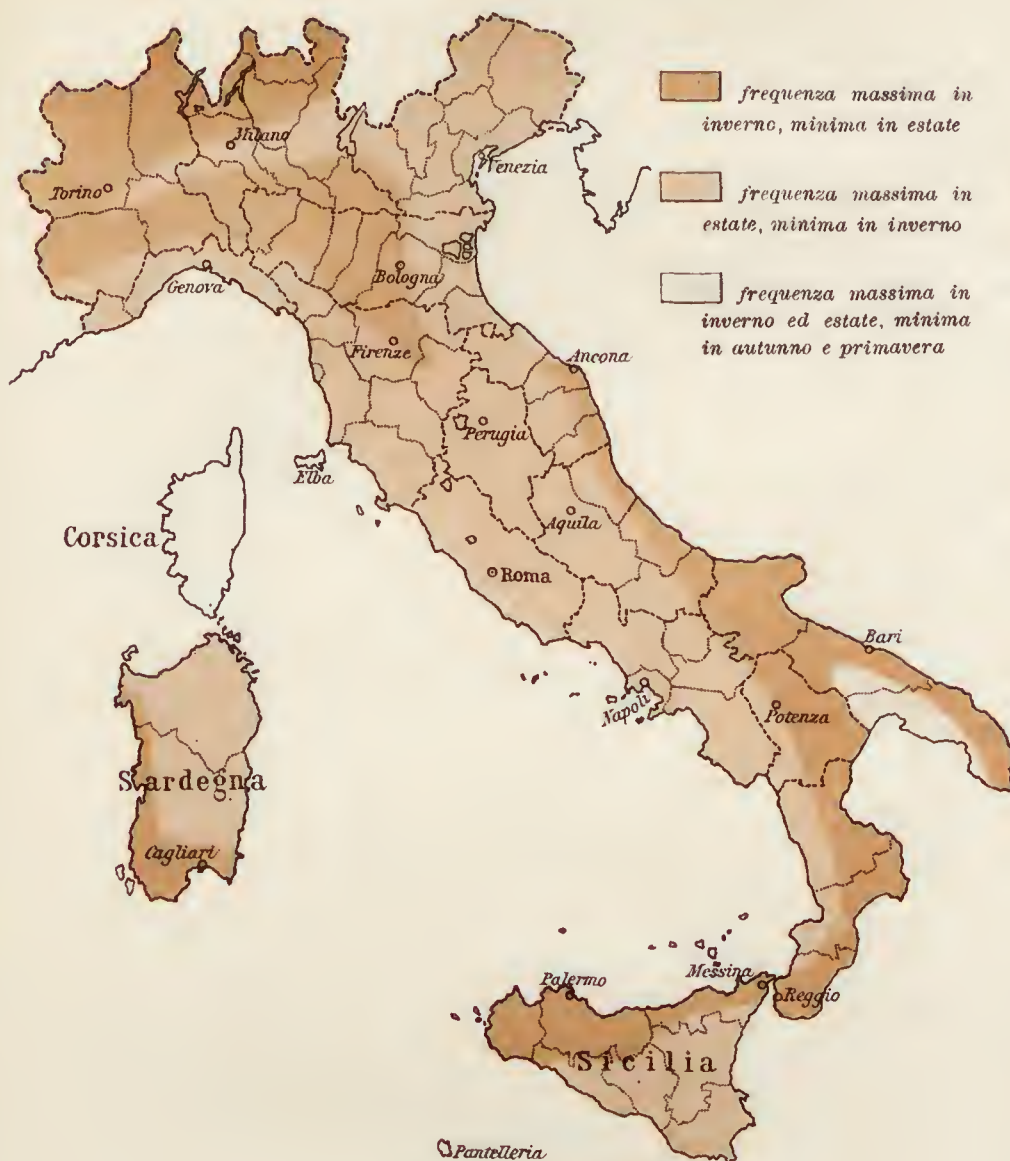 frequenza massima in
inverno, minima in estate
frequenza massima in
estate, minima in inverno
frequenza massima in
inverno ed estate, minima
in autunno e primavera
Milano
Venezia
Torino
Genova
Bologna
Firenze
Ancona
Perugia
Elba
Corsica
Aquila
Roma
Bari
Napoli
Potenza
Sardegna
Cagliari
Messina
Palermo
Reggio
Sicilia
Pantelleria